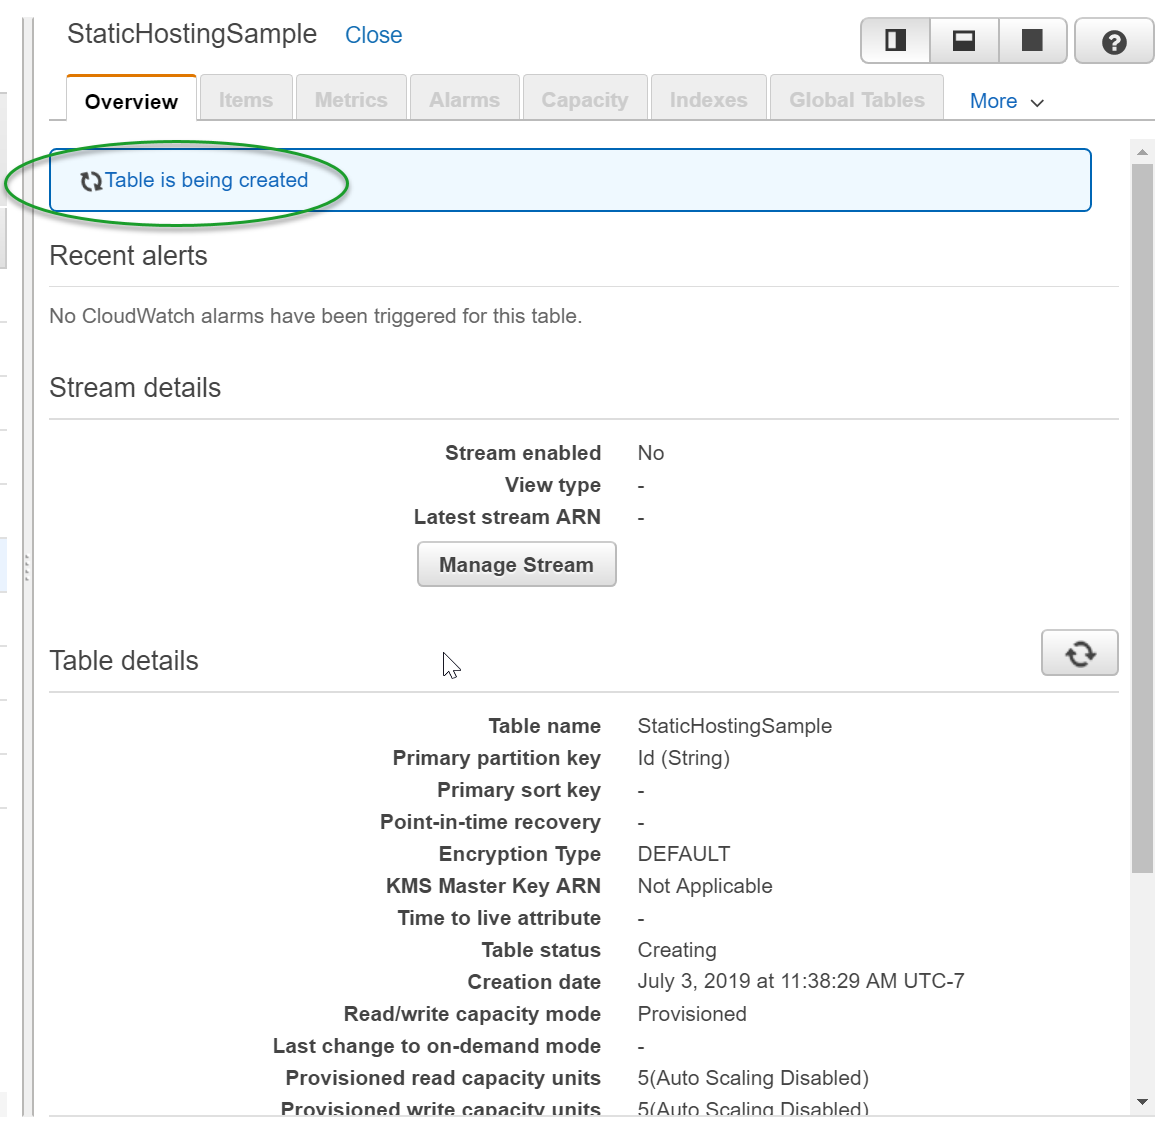 StaticHostingSample Close
Overview Items Metrics Alarms Capacity Indexes Global Tables More
Table is being created
Recent alerts
No CloudWatch alarms have been triggered for this table.
Stream details
Stream enabled No
View type -
Latest stream ARN -
Manage Stream
Table details
Table name StaticHostingSample
Primary partition key Id (String)
Primary sort key -
Point-in-time recovery -
Encryption Type DEFAULT
KMS Master Key ARN Not Applicable
Time to live attribute -
Table status Creating
Creation date July 3, 2019 at 11:38:29 AM UTC-7
Read/write capacity mode Provisioned
Last change to on-demand mode -
Provisioned read capacity units 5(Auto Scaling Disabled)
Provisioned write capacity units 5(Auto Scaling Disabled)